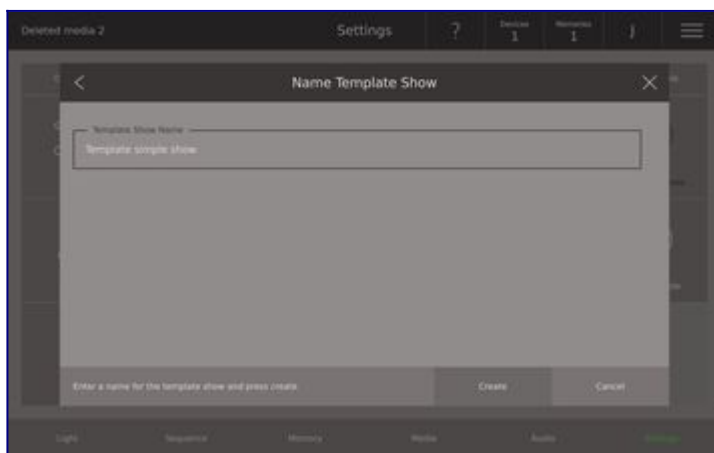 Deleted media 2
Settings
?
Devices
1
Memories
1
Name Template Show
Template Show Name
Template simple show
Enter a name for the template show and press create
Create
Cancel
Light
Sequence
Memory
Media
Audio
Settings